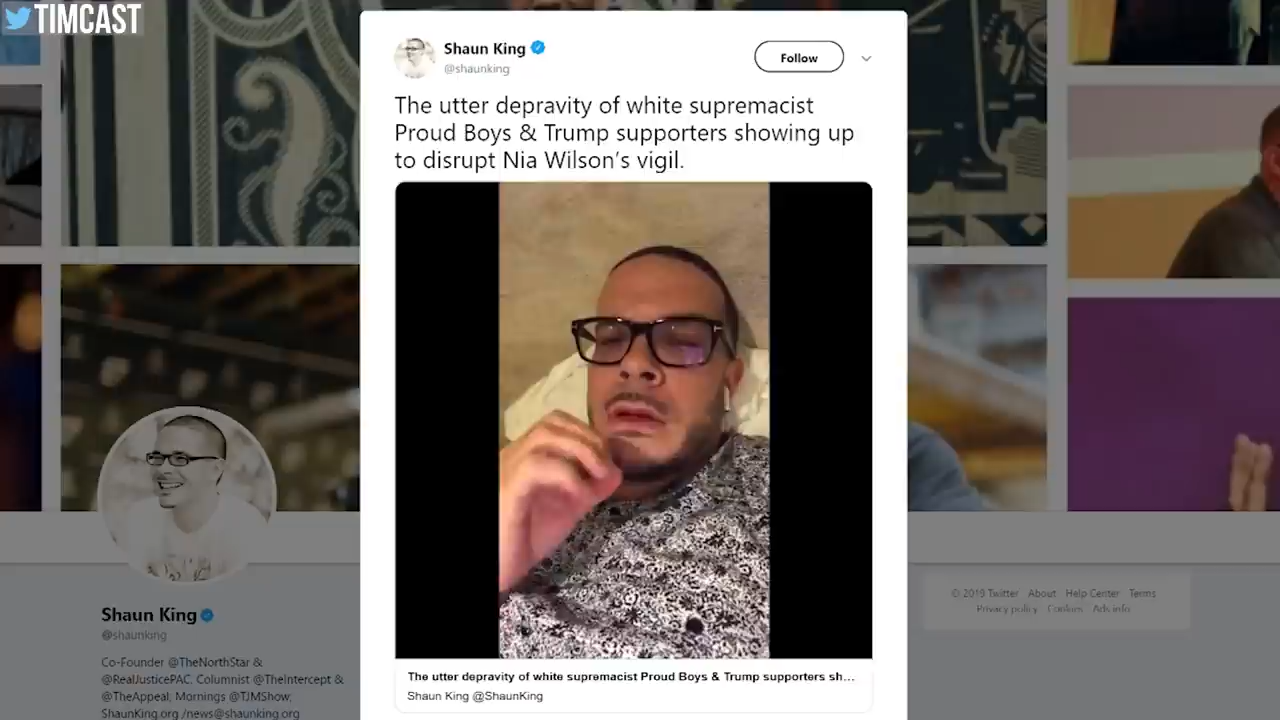 TIMCAST
Shaun King
@shaunking
Follow
The utter depravity of white supremacist
Proud Boys & Trump supporters showing up
to disrupt Nia Wilson’s vigil.
The utter depravity of white supremacist Proud Boys & Trump supporters sh...
Shaun King @ShaunKing
Shaun King
@shaunking
Co-Founder @TheNorthStar &
@RealJusticePAC, Columnist @TheIntercept &
@TheAppeal, Mornings @TJMShow,
ShaunKing.org /news@shaunking.org
© 2019 Twitter About Help Center Terms
Privacy policy Cookies Ads info